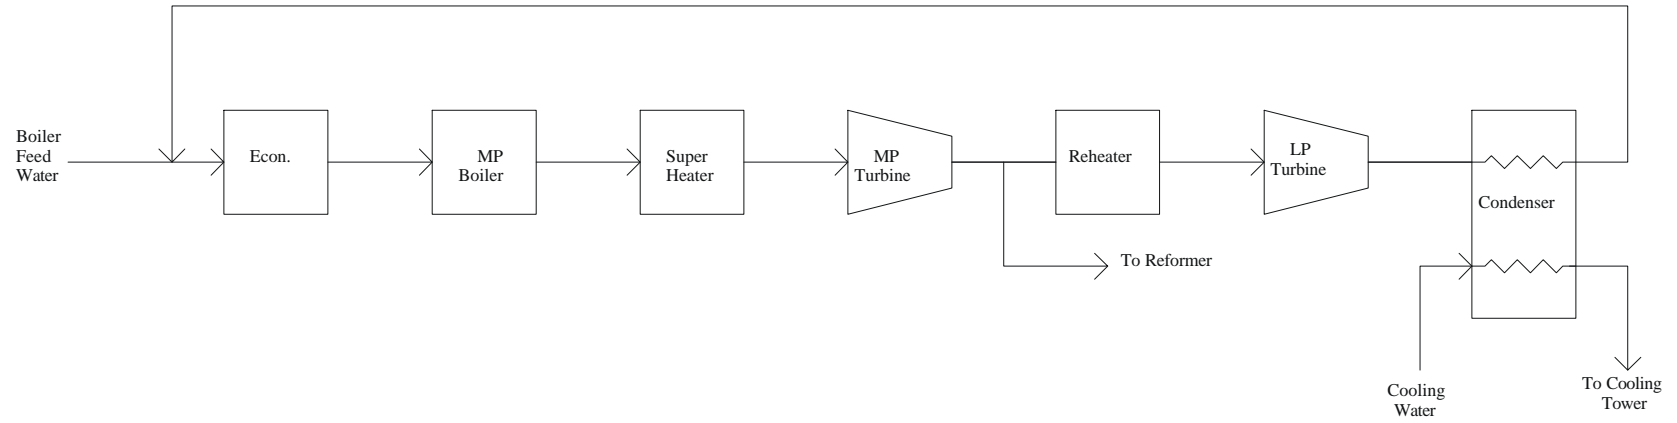 Boiler
Feed
Water
Econ.
MP
Boiler
Super
Heater
MP
Turbine
Reheater
LP
Turbine
Condenser
To Reformer
Cooling
Water
To Cooling
Tower